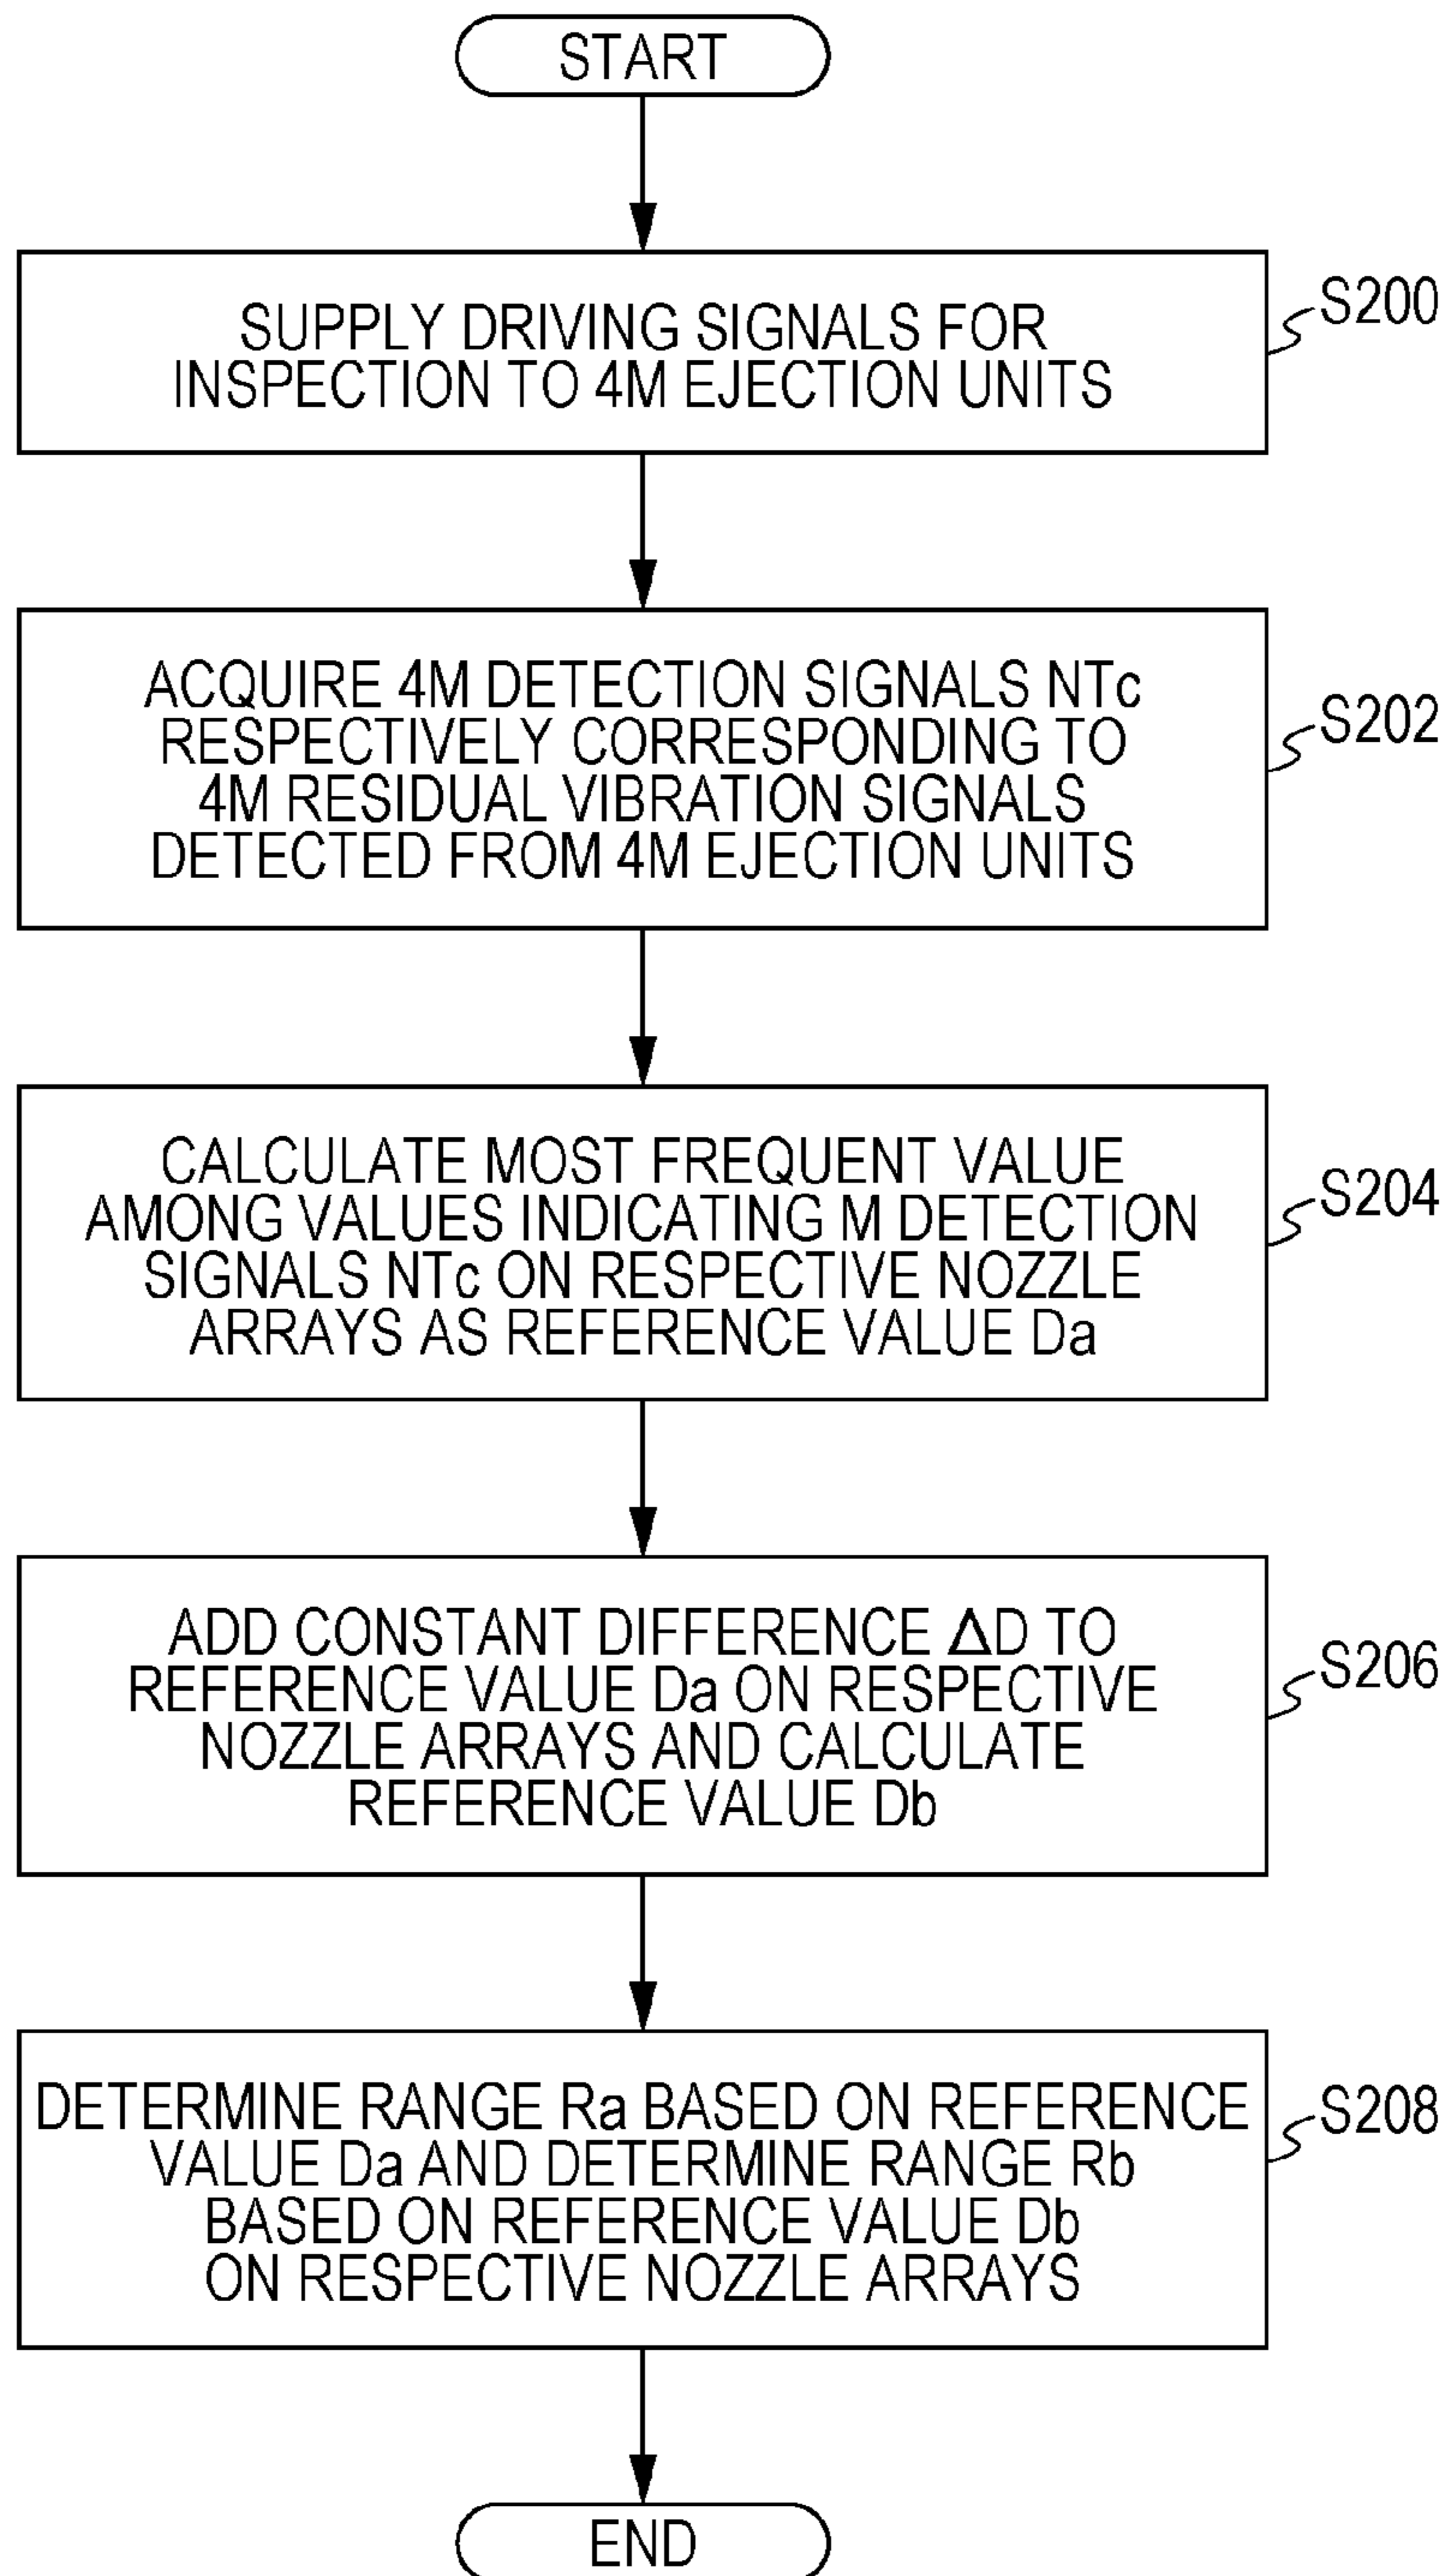 START
SUPPLY DRIVING SIGNALS FOR
INSPECTION TO 4M EJECTION UNITS
S200
ACQUIRE 4M DETECTION SIGNALS NTc
RESPECTIVELY CORRESPONDING TO
4M RESIDUAL VIBRATION SIGNALS
DETECTED FROM 4M EJECTION UNITS
S202
CALCULATE MOST FREQUENT VALUE
AMONG VALUES INDICATING M DETECTION
SIGNALS NTc ON RESPECTIVE NOZZLE
ARRAYS AS REFERENCE VALUE Da
S204
ADD CONSTANT DIFFERENCE ΔD TO
REFERENCE VALUE Da ON RESPECTIVE
NOZZLE ARRAYS AND CALCULATE
REFERENCE VALUE Db
S206
DETERMINE RANGE Ra BASED ON REFERENCE
VALUE Da AND DETERMINE RANGE Rb
BASED ON REFERENCE VALUE Db
ON RESPECTIVE NOZZLE ARRAYS
S208
END